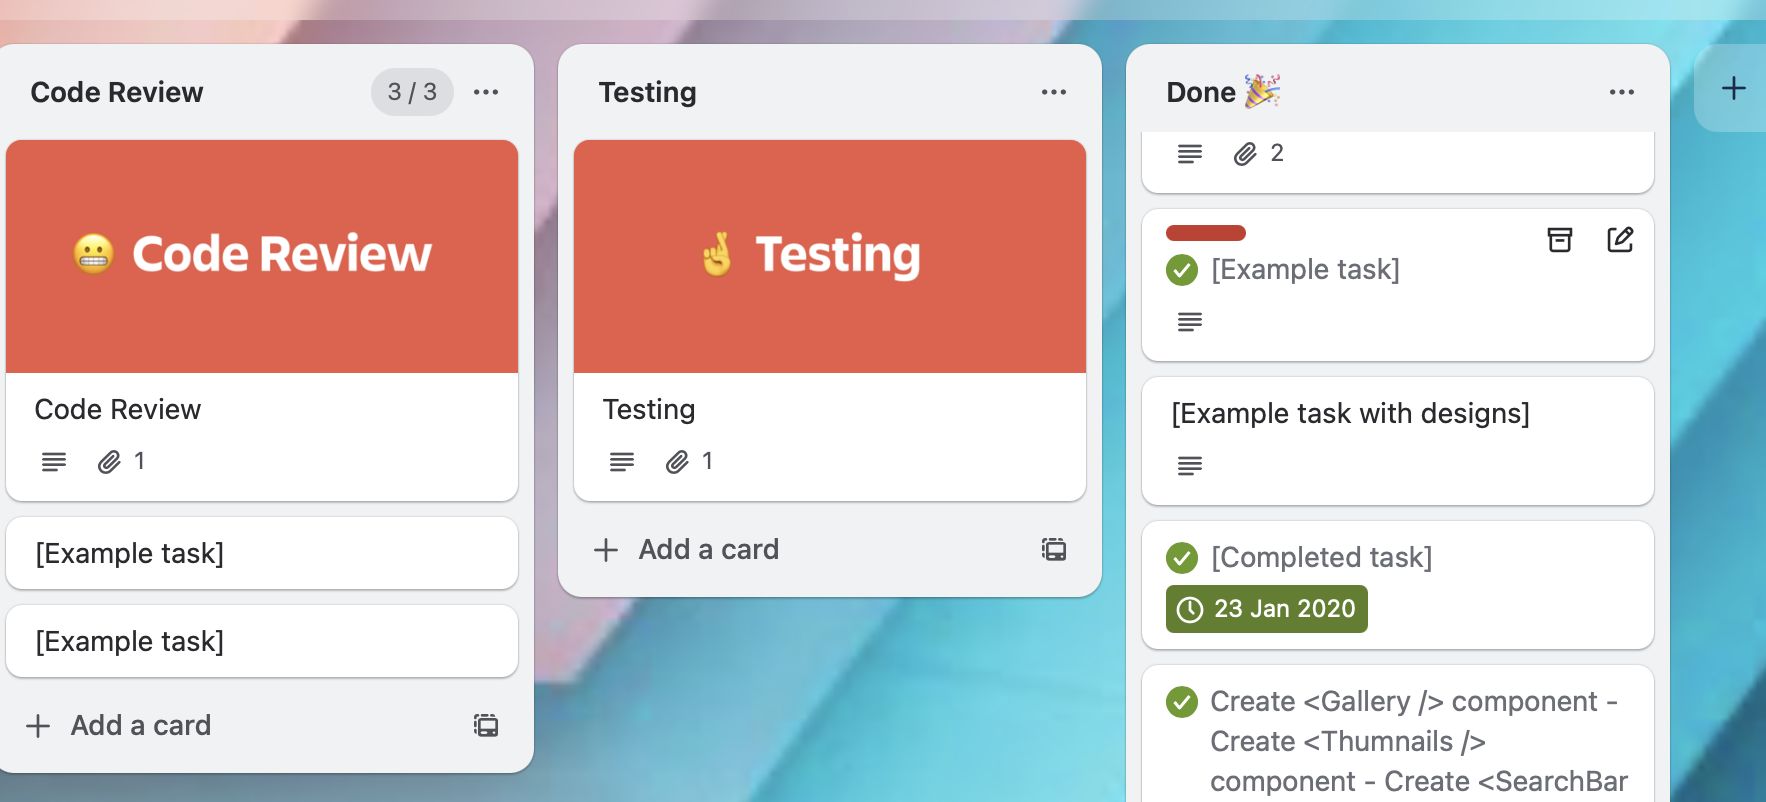 Code Review
3 / 3
😬 Code Review
Code Review
1
[Example task]
[Example task]
Add a card
Testing
🤞 Testing
Testing
1
Add a card
Done 🎉
2
[Example task]
[Example task with designs]
[Completed task]
23 Jan 2020
Create <Gallery /> component -
Create <Thumnails />
component - Create <SearchBar